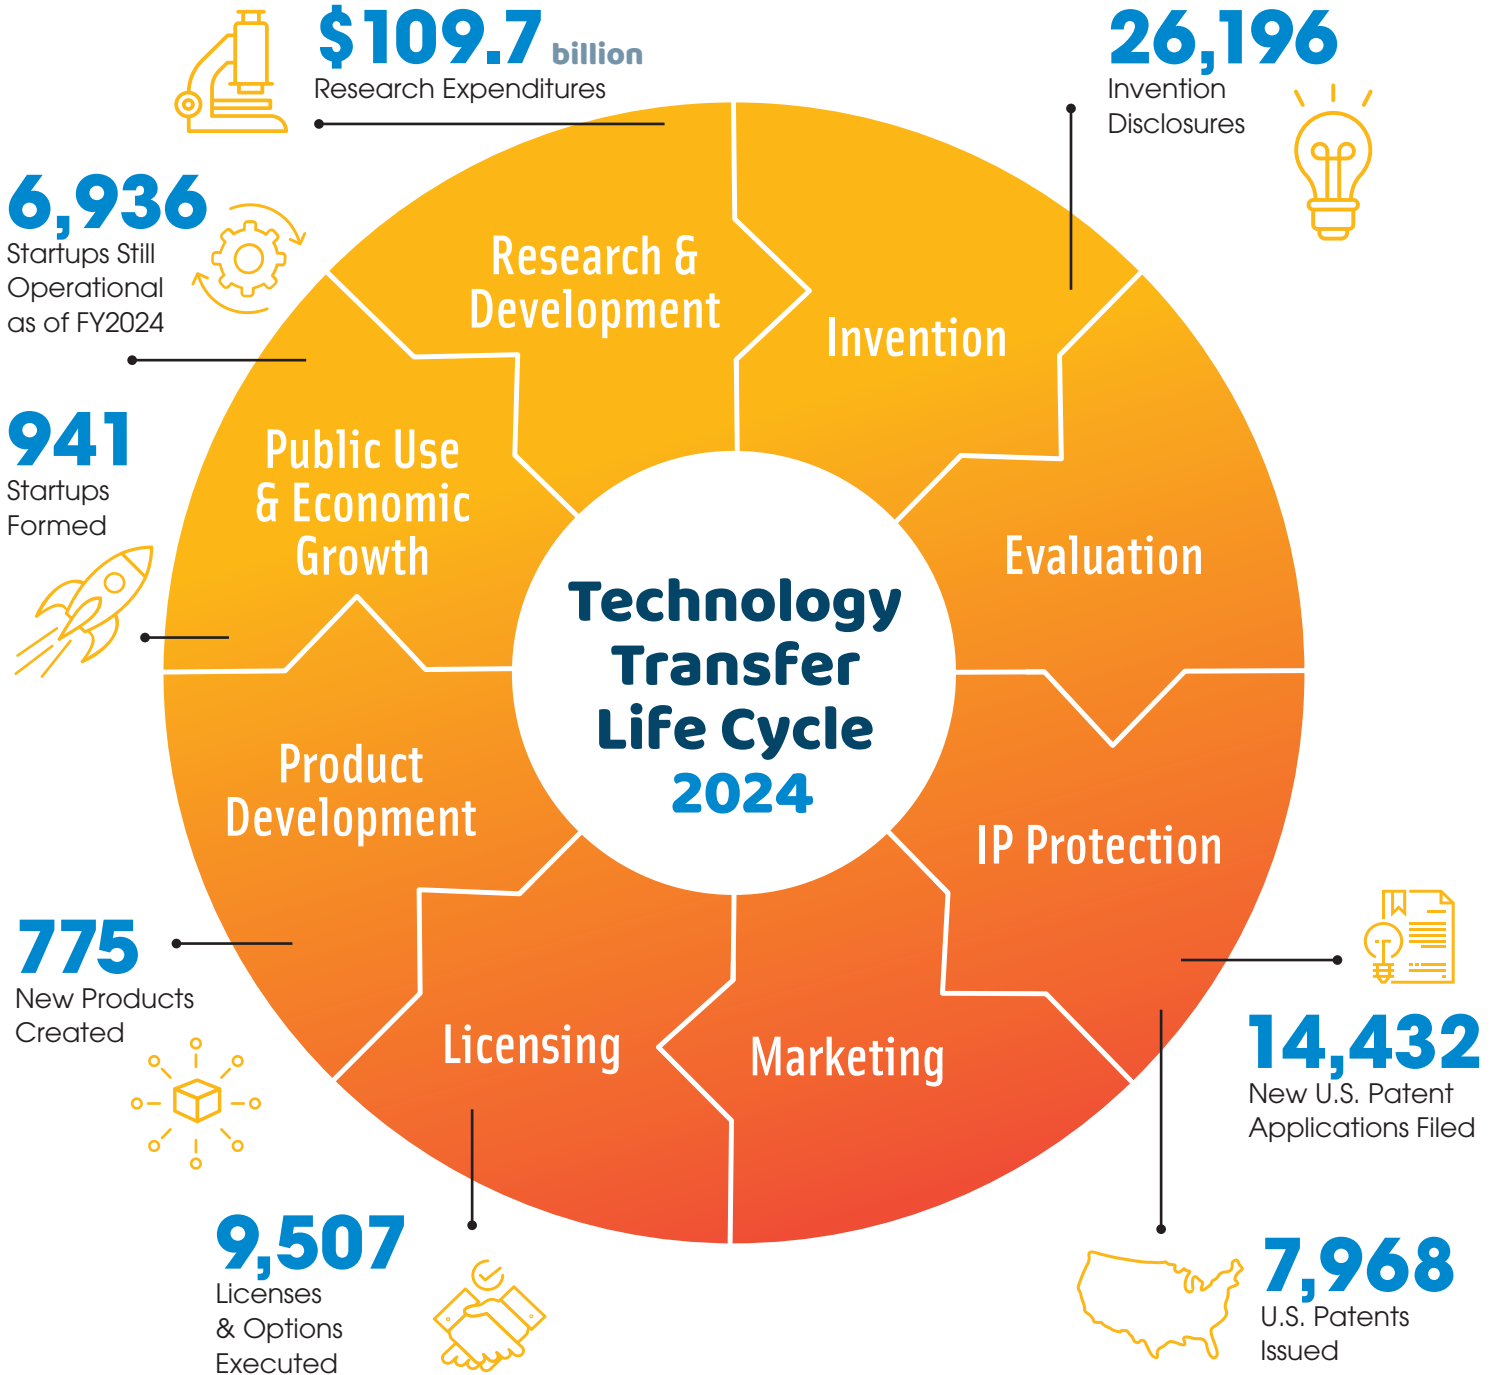 $109.7 billion
Research Expenditures
26,196
Invention
Disclosures
6,936
Startups Still
Operational
as of FY2024
941
Startups
Formed
Research &
Development
Invention
Public Use
& Economic
Growth
Evaluation
Technology
Transfer
Life Cycle
2024
Product
Development
IP Protection
Licensing
Marketing
775
New Products
Created
14,432
New U.S. Patent
Applications Filed
9,507
Licenses
& Options
Executed
7,968
U.S. Patents
Issued